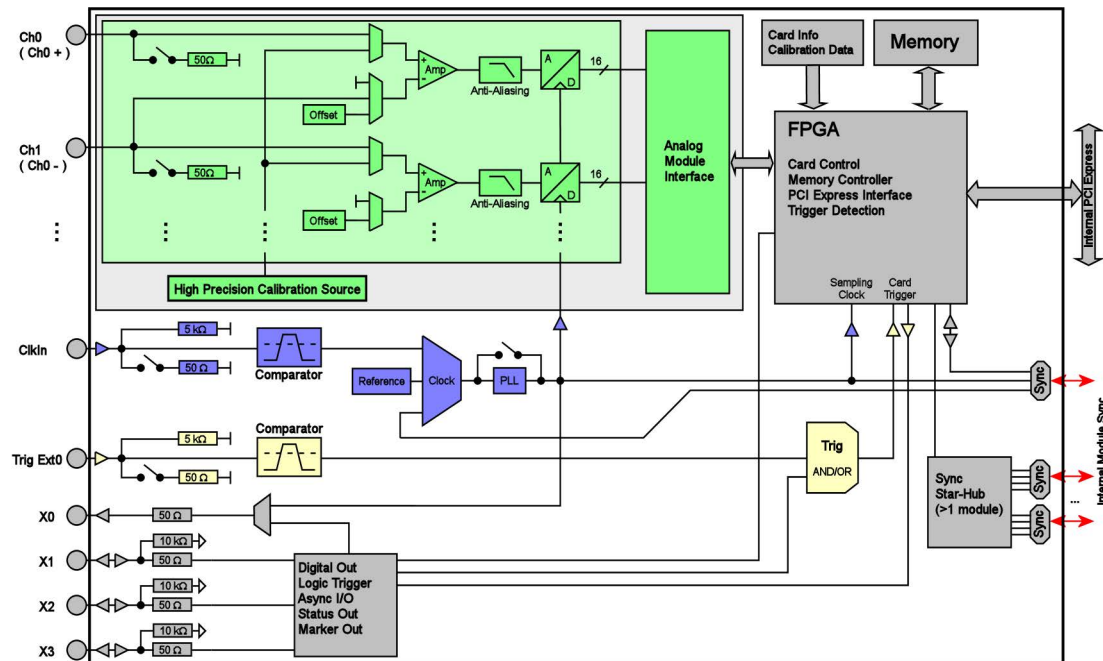 Ch0
( Ch0 + )
50Ω
Offset
+
−
Amp
Anti-Aliasing
A
D
16
Ch1
( Ch0 - )
50Ω
Offset
+
−
Amp
Anti-Aliasing
A
D
16
High Precision Calibration Source
Analog
Module
Interface
Card Info
Calibration Data
Memory
FPGA
Card Control
Memory Controller
PCI Express Interface
Trigger Detection
Sampling
Clock
Card
Trigger
Internal PCI Express
ClkIn
5 kΩ
50 Ω
Comparator
Reference
Clock
PLL
Sync
Trig Ext0
5 kΩ
50 Ω
Comparator
Trig
AND/OR
Sync
Star-Hub
(>1 module)
Sync
...
Sync
Internal Module Sync
X0
50 Ω
X1
10 kΩ
50 Ω
X2
10 kΩ
50 Ω
X3
10 kΩ
50 Ω
Digital Out
Logic Trigger
Async I/O
Status Out
Marker Out